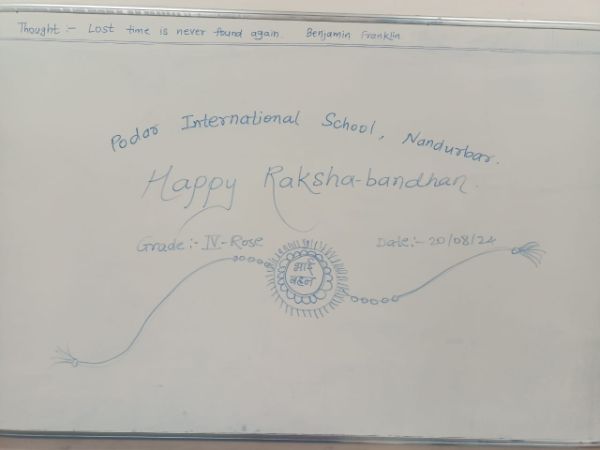 Thought :- Lost time is never found again. Benjamin Franklin
Podar International School, Nandurbar.
Happy Raksha-bandhan.
Grade :- IV - Rose
Date :- 20/08/24
भाई
बहन